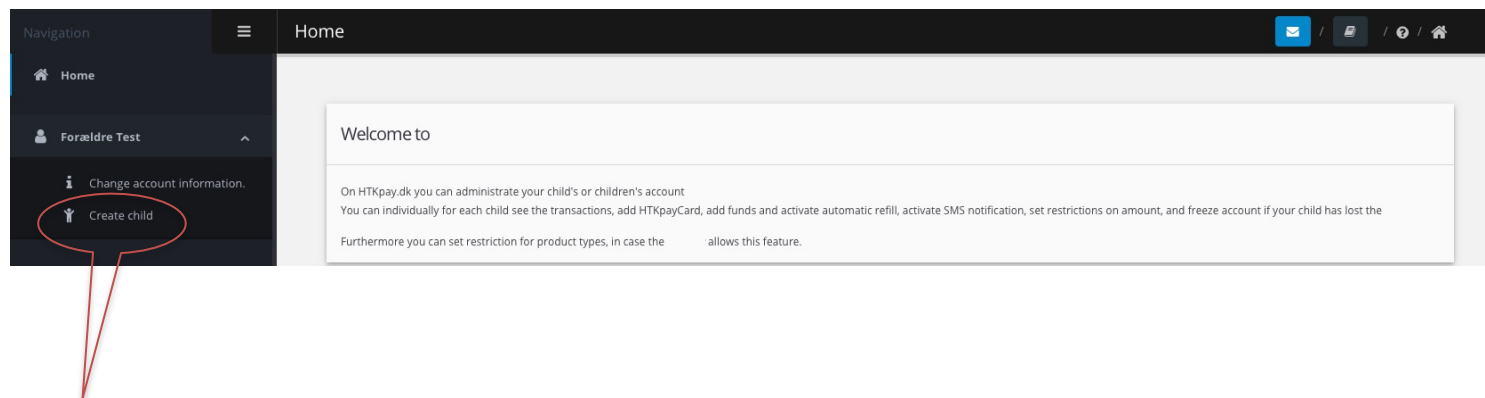 Navigation
Home
Home
Forældre Test
Change account information.
Create child
Welcome to
On HTKpay.dk you can administrate your child's or children's account
You can individually for each child see the transactions, add HTKpayCard, add funds and activate automatic refill, activate SMS notification, set restrictions on amount, and freeze account if your child has lost the
Furthermore you can set restriction for product types, in case the allows this feature.